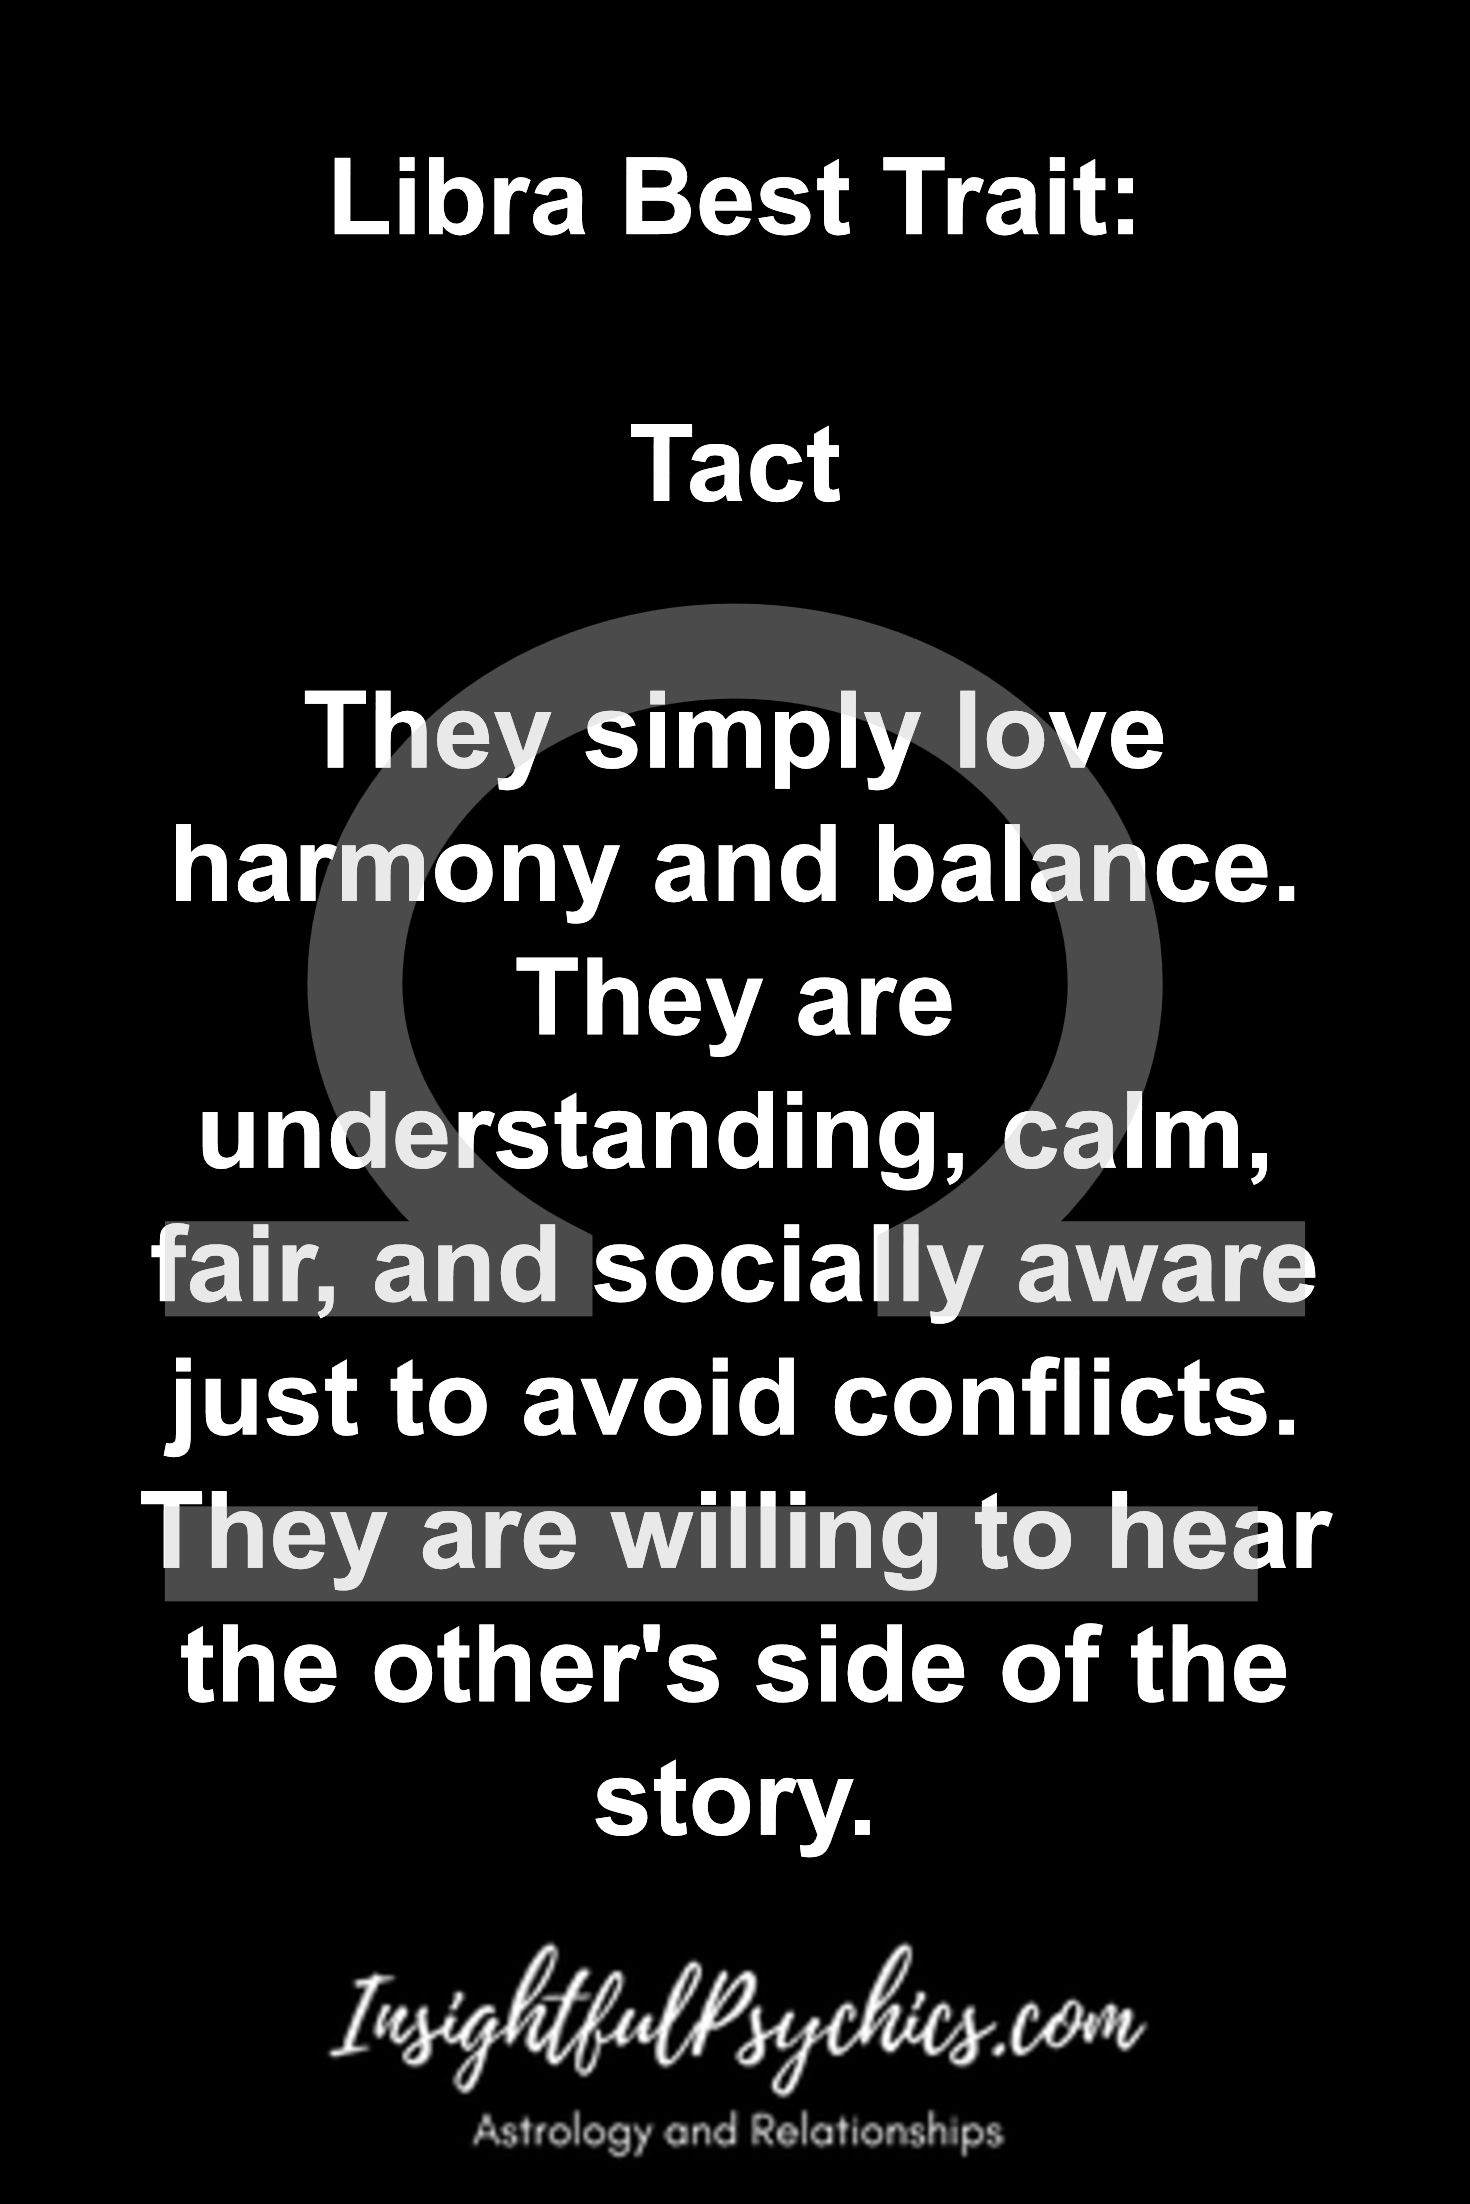 Libra Best Trait:
Tact
They simply love
harmony and balance.
They are
understanding, calm,
fair, and socially aware
just to avoid conflicts.
They are willing to hear
the other's side of the
story.
InsightfulPsychics.com
Astrology and Relationships